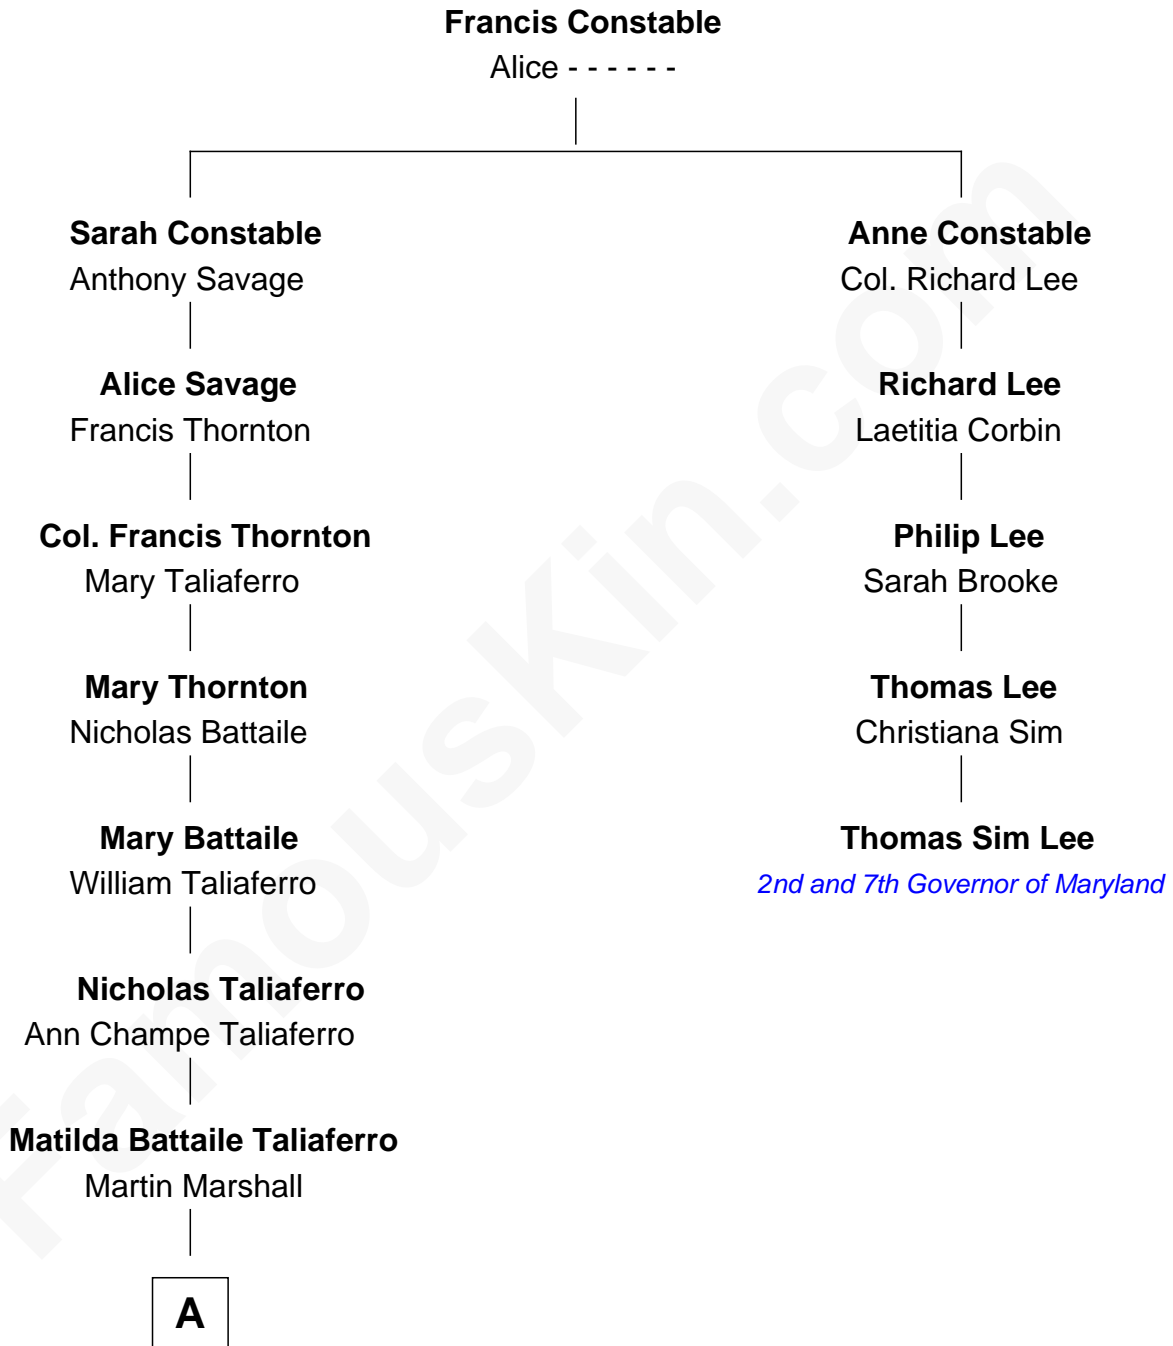 Francis Constable
Alice - - - - - -
Sarah Constable
Anthony Savage
Anne Constable
Col. Richard Lee
Alice Savage
Francis Thornton
Richard Lee
Laetitia Corbin
Col. Francis Thornton
Mary Taliaferro
Philip Lee
Sarah Brooke
Mary Thornton
Nicholas Battaile
Thomas Lee
Christiana Sim
Mary Battaile
William Taliaferro
Thomas Sim Lee
2nd and 7th Governor of Maryland
Nicholas Taliaferro
Ann Champe Taliaferro
Matilda Battaile Taliaferro
Martin Marshall
A
FamousKin.com